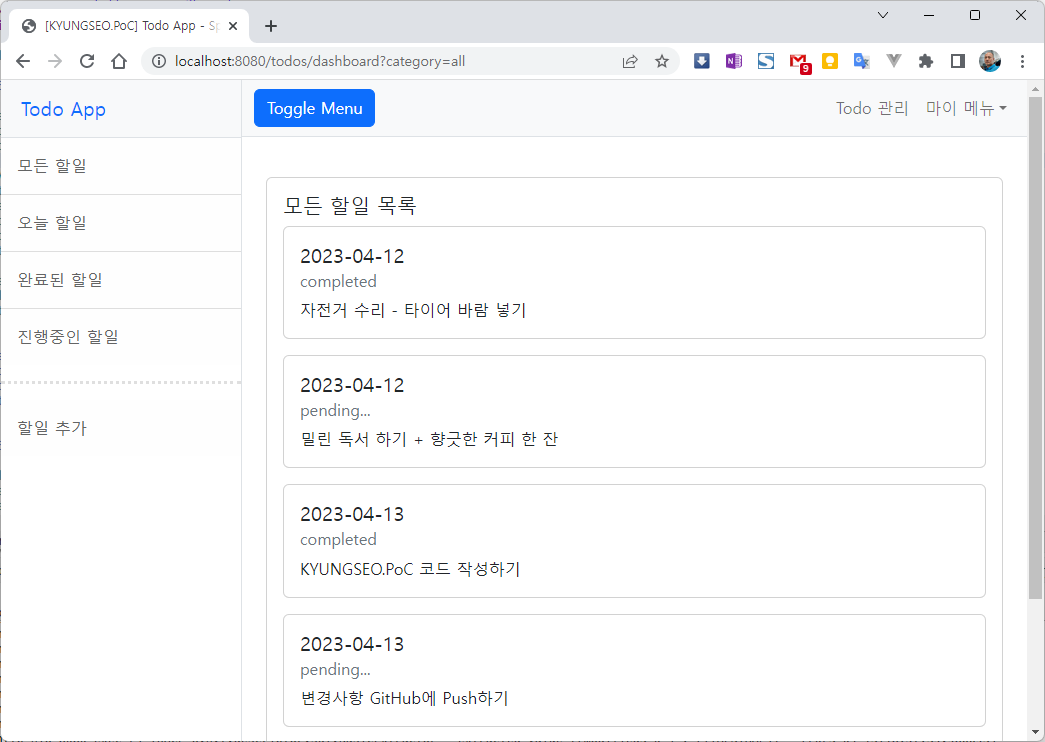 [KYUNGSEO.PoC] Todo App - Sp
localhost:8080/todos/dashboard?category=all
9
Todo App
Toggle Menu
Todo 관리
마이 메뉴
모든 할일
오늘 할일
완료된 할일
진행중인 할일
할일 추가
모든 할일 목록
2023-04-12
completed
자전거 수리 - 타이어 바람 넣기
2023-04-12
pending...
밀린 독서 하기 + 향긋한 커피 한 잔
2023-04-13
completed
KYUNGSEO.PoC 코드 작성하기
2023-04-13
pending...
변경사항 GitHub에 Push하기